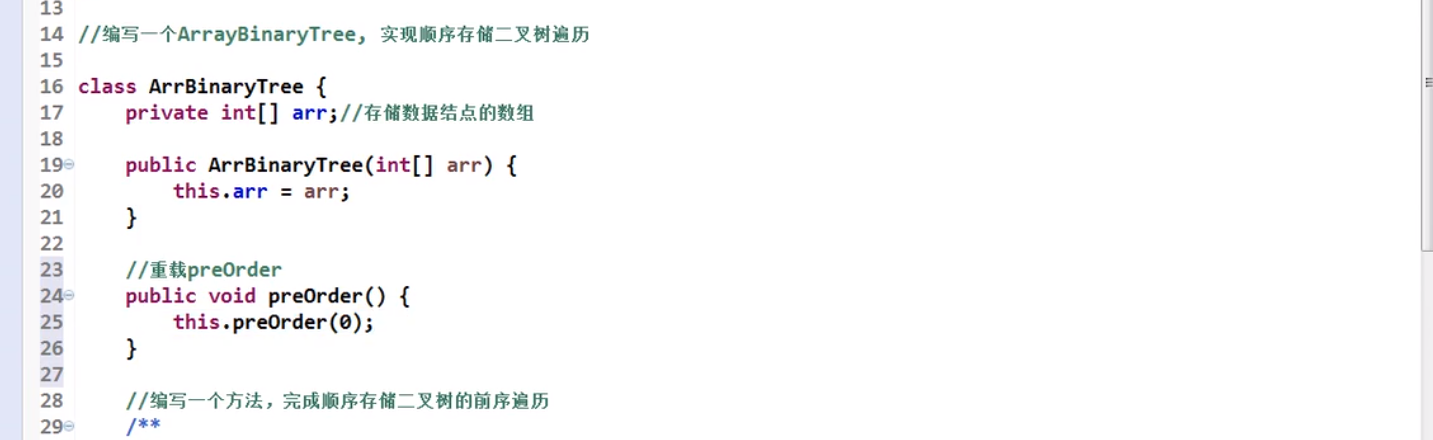 13
14 //编写一个ArrayBinaryTree, 实现顺序存储二叉树遍历
15
16 class ArrBinaryTree {
17     private int[] arr;//存储数据结点的数组
18
19     public ArrBinaryTree(int[] arr) {
20         this.arr = arr;
21     }
22
23     //重载preOrder
24     public void preOrder() {
25         this.preOrder(0);
26     }
27
28     //编写一个方法，完成顺序存储二叉树的前序遍历
29     /**